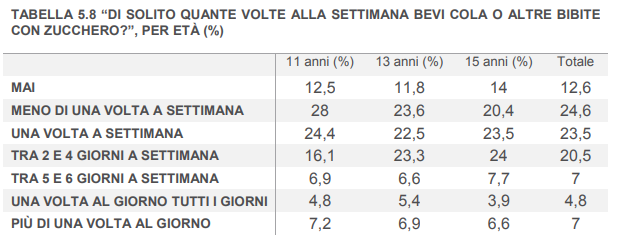 TABELLA 5.8 “DI SOLITO QUANTE VOLTE ALLA SETTIMANA BEVI COLA O ALTRE BIBITE
CON ZUCCHERO?”, PER ETÀ (%)
11 anni (%) 13 anni (%) 15 anni (%) Totale
MAI 12,5 11,8 14 12,6
MENO DI UNA VOLTA A SETTIMANA 28 23,6 20,4 24,6
UNA VOLTA A SETTIMANA 24,4 22,5 23,5 23,5
TRA 2 E 4 GIORNI A SETTIMANA 16,1 23,3 24 20,5
TRA 5 E 6 GIORNI A SETTIMANA 6,9 6,6 7,7 7
UNA VOLTA AL GIORNO TUTTI I GIORNI 4,8 5,4 3,9 4,8
PIÙ DI UNA VOLTA AL GIORNO 7,2 6,9 6,6 7